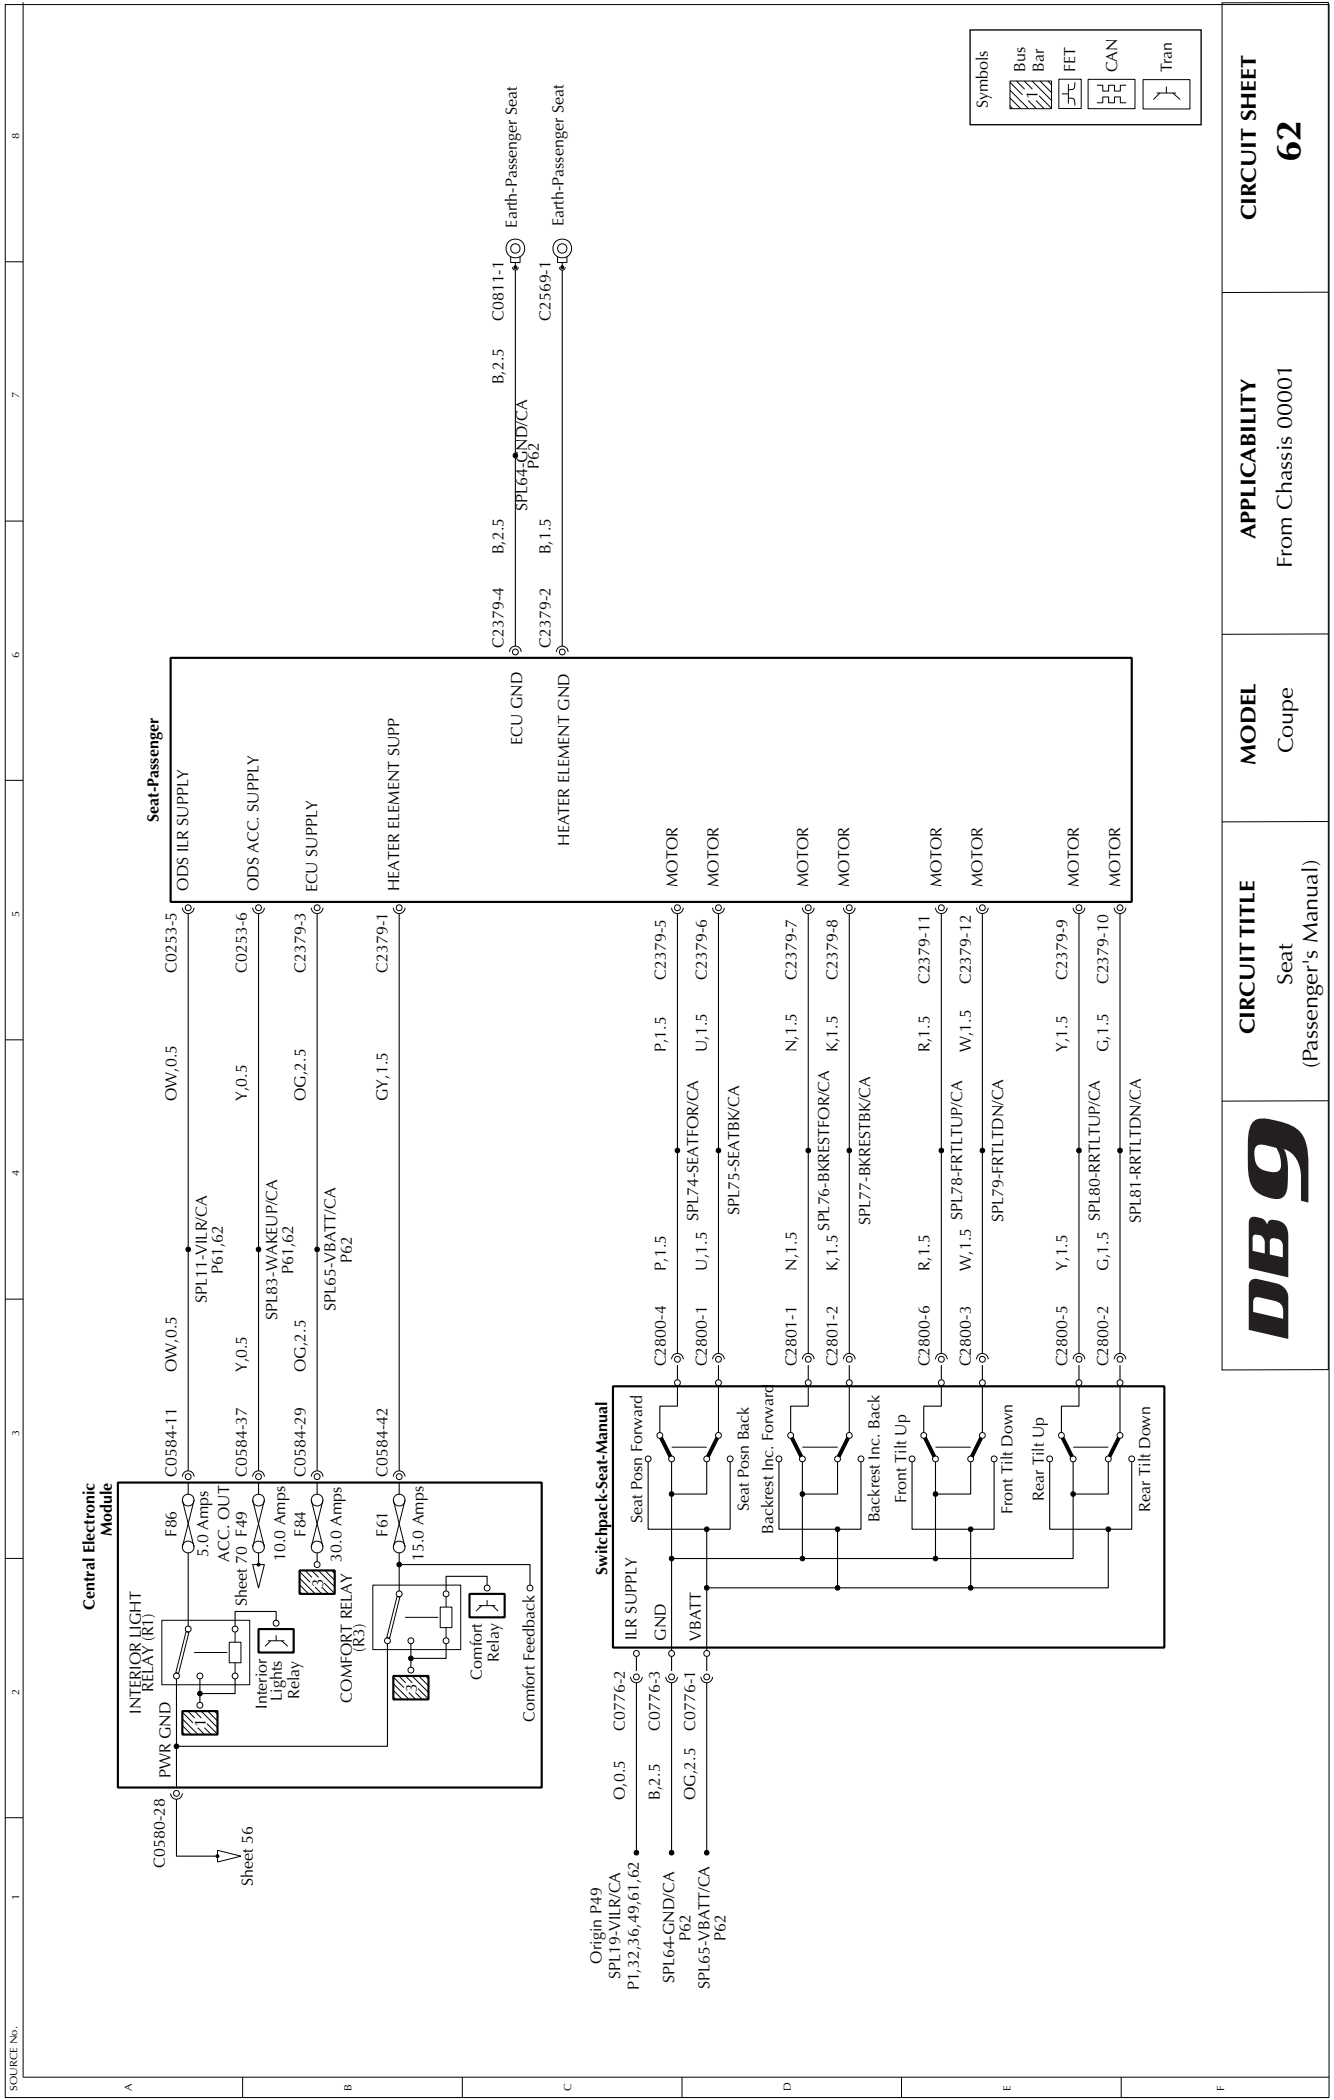 SOURCE No.
1
2
3
4
5
6
7
8
A
B
C
D
E
F
Central Electronic
Module
INTERIOR LIGHT
RELAY (R1)
PWR GND
C0580-28
Sheet 56
1
Interior
Lights
Relay
F86
5.0 Amps
ACC. OUT
Sheet 70
F49
10.0 Amps
F84
30.0 Amps
3
COMFORT RELAY
(R3)
3
F61
15.0 Amps
Comfort
Relay
Comfort Feedback
C0584-11
OW,0.5
SPL11-VILR/CA
P61,62
OW,0.5
C0253-5
C0584-37
Y,0.5
SPL83-WAKEUP/CA
P61,62
Y,0.5
C0253-6
C0584-29
OG,2.5
SPL65-VBATT/CA
P62
OG,2.5
C2379-3
C0584-42
GY,1.5
C2379-1
Seat-Passenger
ODS ILR SUPPLY
ODS ACC. SUPPLY
ECU SUPPLY
HEATER ELEMENT SUPP
ECU GND
HEATER ELEMENT GND
C2379-4
B,2.5
SPL64-GND/CA
P62
B,2.5
C0811-1
Earth-Passenger Seat
C2379-2
B,1.5
C2569-1
Earth-Passenger Seat
MOTOR
MOTOR
MOTOR
MOTOR
MOTOR
MOTOR
MOTOR
MOTOR
Switchpack-Seat-Manual
Origin P49
SPL19-VILR/CA
P1,32,36,49,61,62
O,0.5
C0776-2
ILR SUPPLY
SPL64-GND/CA
P62
B,2.5
C0776-3
GND
SPL65-VBATT/CA
P62
OG,2.5
C0776-1
VBATT
Seat Posn Forward
Seat Posn Back
Backrest Inc. Forward
Backrest Inc. Back
Front Tilt Up
Front Tilt Down
Rear Tilt Up
Rear Tilt Down
C2800-4
P,1.5
SPL74-SEATFOR/CA
P,1.5
C2379-5
C2800-1
U,1.5
SPL75-SEATBK/CA
U,1.5
C2379-6
C2801-1
N,1.5
SPL76-BKRESTFOR/CA
N,1.5
C2379-7
C2801-2
K,1.5
SPL77-BKRESTBK/CA
K,1.5
C2379-8
C2800-6
R,1.5
SPL78-FRTLTUP/CA
R,1.5
C2379-11
C2800-3
W,1.5
SPL79-FRTLTDN/CA
W,1.5
C2379-12
C2800-5
Y,1.5
SPL80-RRTLTUP/CA
Y,1.5
C2379-9
C2800-2
G,1.5
SPL81-RRTLTDN/CA
G,1.5
C2379-10
Symbols
1
Bus
Bar
FET
CAN
Tran
DB9
CIRCUIT TITLE
Seat
(Passenger's Manual)
MODEL
Coupe
APPLICABILITY
From Chassis 00001
CIRCUIT SHEET
62